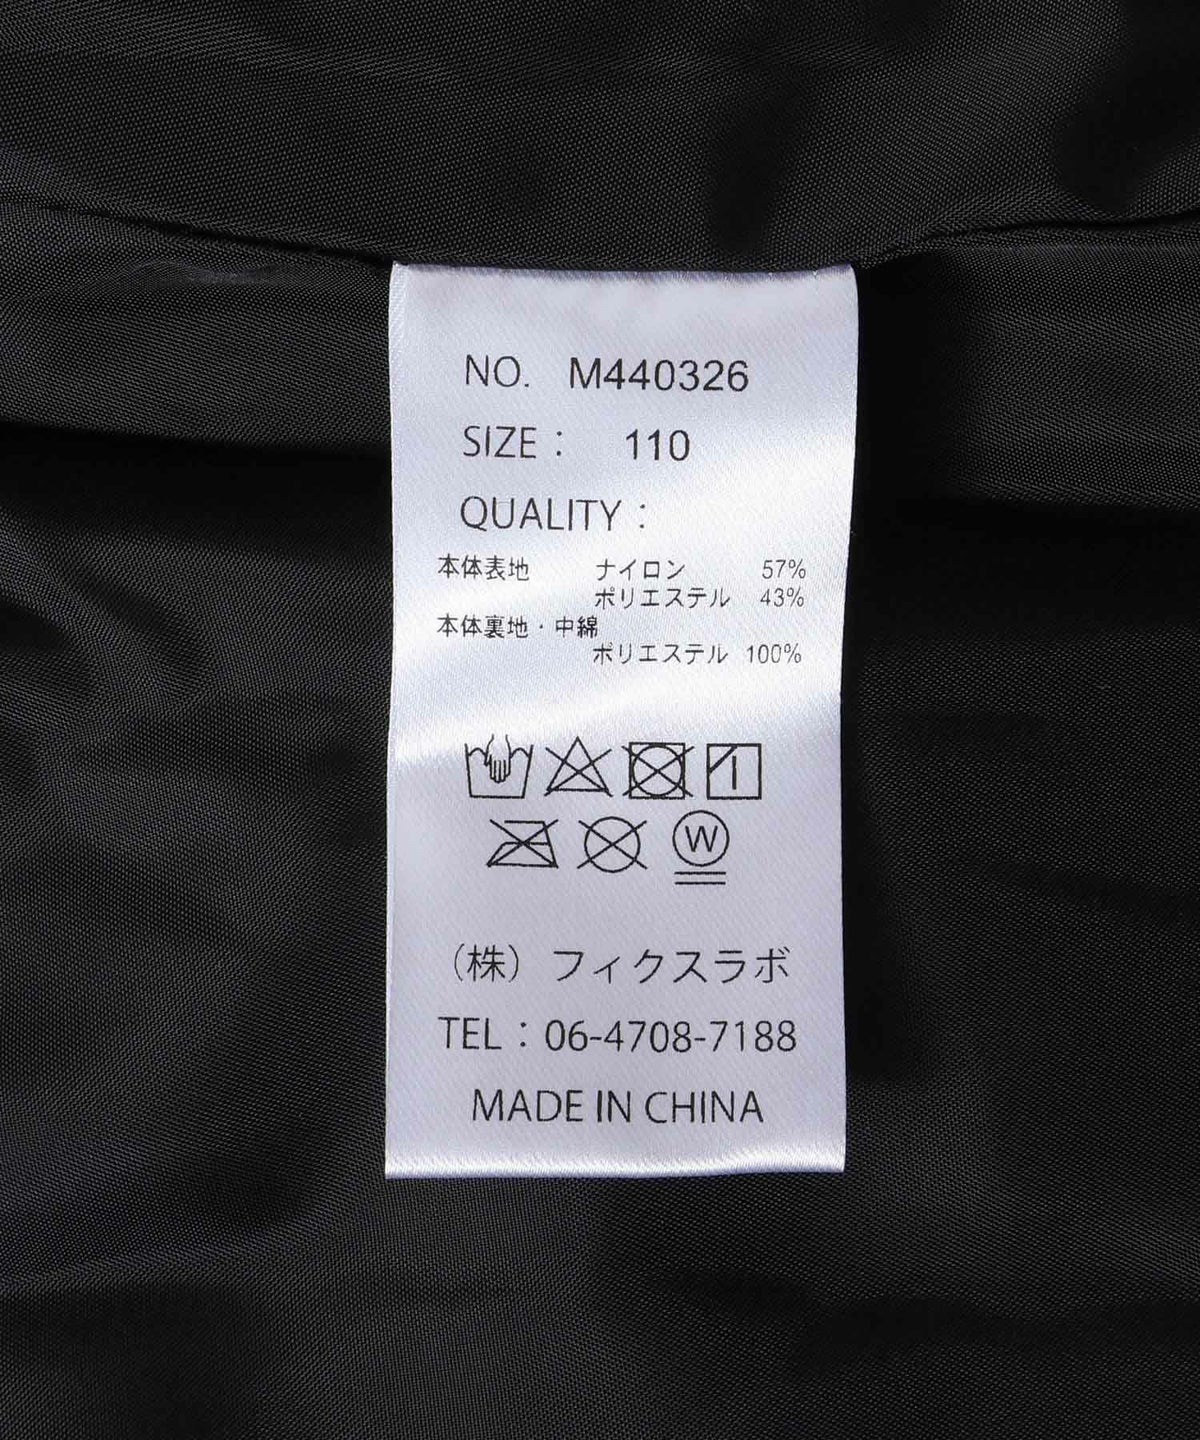 NO. M440326
SIZE : 110
QUALITY :
本体表地 ナイロン 57%
ポリエステル 43%
本体裏地・中綿
ポリエステル 100%
W
(株) フィクスラボ
TEL : 06-4708-7188
MADE IN CHINA